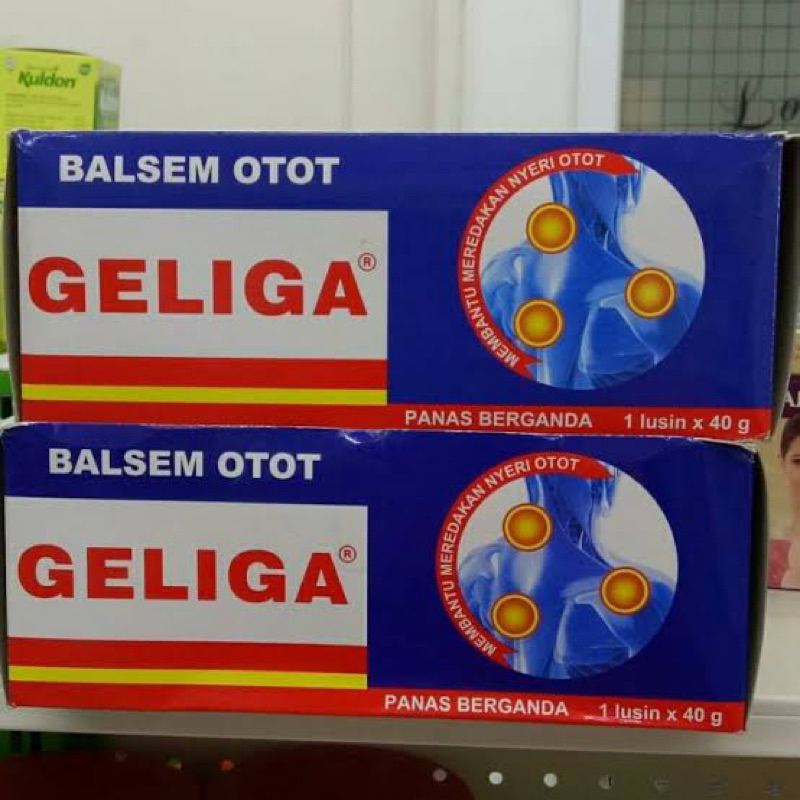 Kuldon
BALSEM OTOT
GELIGA®
MEMBANTU MEREDAKAN NYERI OTOT
PANAS BERGANDA 1 lusin x 40 g
BALSEM OTOT
GELIGA®
MEMBANTU MEREDAKAN NYERI OTOT
PANAS BERGANDA 1 lusin x 40 g